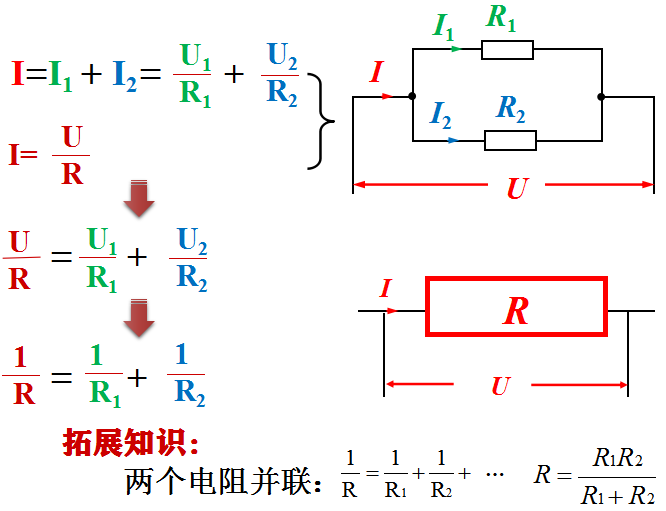 I=I₁+I₂= U₁/R₁ + U₂/R₂
I= U/R
U/R = U₁/R₁ + U₂/R₂
1/R = 1/R₁ + 1/R₂
I₁ R₁
I
I₂ R₂
U
I R
U
拓展知识：
两个电阻并联： 1/R = 1/R₁ + 1/R₂ + ··· R = R₁R₂/(R₁+R₂)